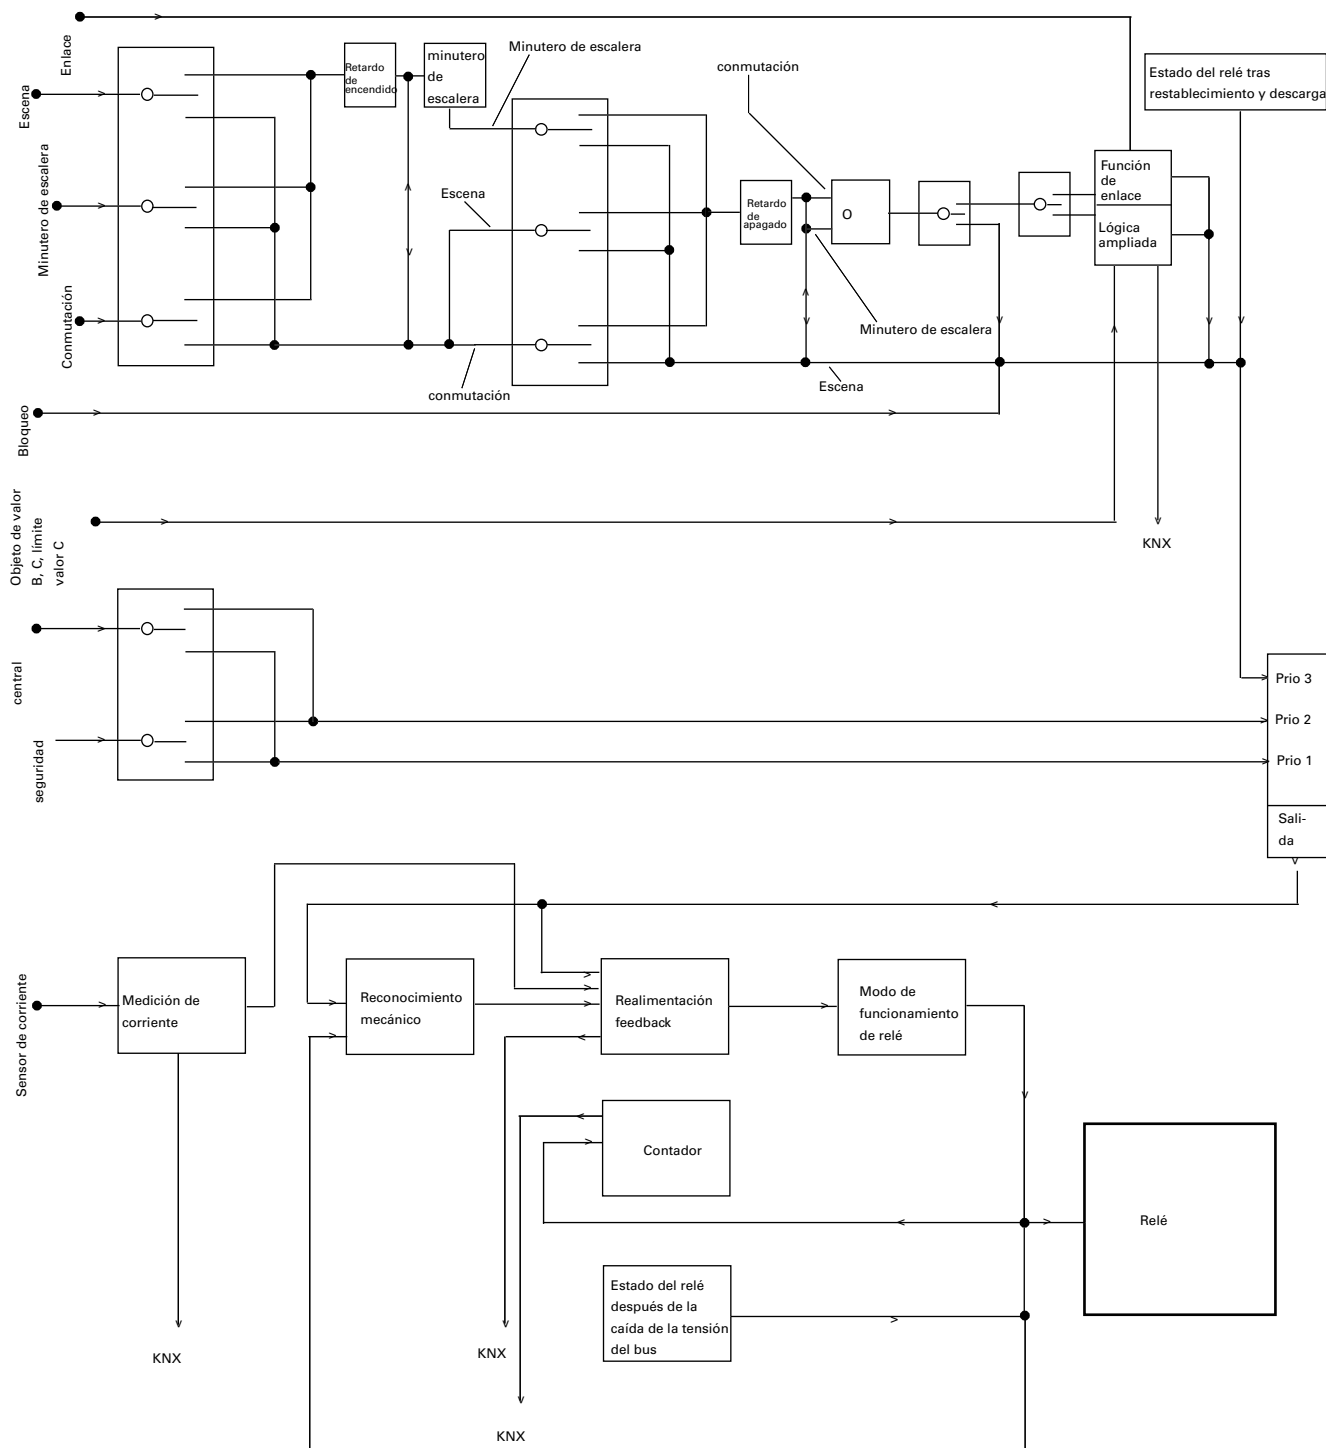 Enlace
Escena
Minutero de escalera
Conmutación
Bloqueo
Objeto de valor
B, C, límite
valor C
central
seguridad
Sensor de corriente
Retardo
de
encendido
minutero
de
escalera
Minutero de escalera
Escena
conmutación
conmutación
Retardo
de
apagado
O
Minutero de escalera
Escena
Función
de
enlace
Lógica
ampliada
Estado del relé tras
restablecimiento y descarga
KNX
Prio 3
Prio 2
Prio 1
Sali-
da
Medición de
corriente
Reconocimiento
mecánico
Realimentación
feedback
Modo de
funcionamiento
de relé
Contador
Relé
Estado del relé
después de la
caída de la tensión
del bus
KNX
KNX
KNX